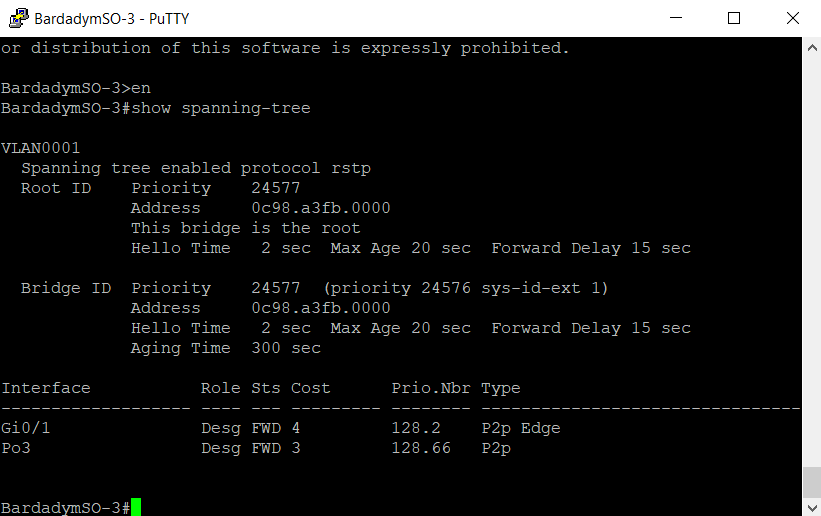 BardadymSO-3 - PuTTY
or distribution of this software is expressly prohibited.
BardadymSO-3>en
BardadymSO-3#show spanning-tree
VLAN0001
  Spanning tree enabled protocol rstp
  Root ID    Priority    24577
             Address     0c98.a3fb.0000
             This bridge is the root
             Hello Time   2 sec  Max Age 20 sec  Forward Delay 15 sec
  Bridge ID  Priority    24577  (priority 24576 sys-id-ext 1)
             Address     0c98.a3fb.0000
             Hello Time   2 sec  Max Age 20 sec  Forward Delay 15 sec
             Aging Time  300 sec
Interface           Role Sts Cost      Prio.Nbr Type
------------------- ---- --- --------- -------- --------------------------------
Gi0/1               Desg FWD 4         128.2    P2p Edge
Po3                 Desg FWD 3         128.66   P2p
BardadymSO-3#